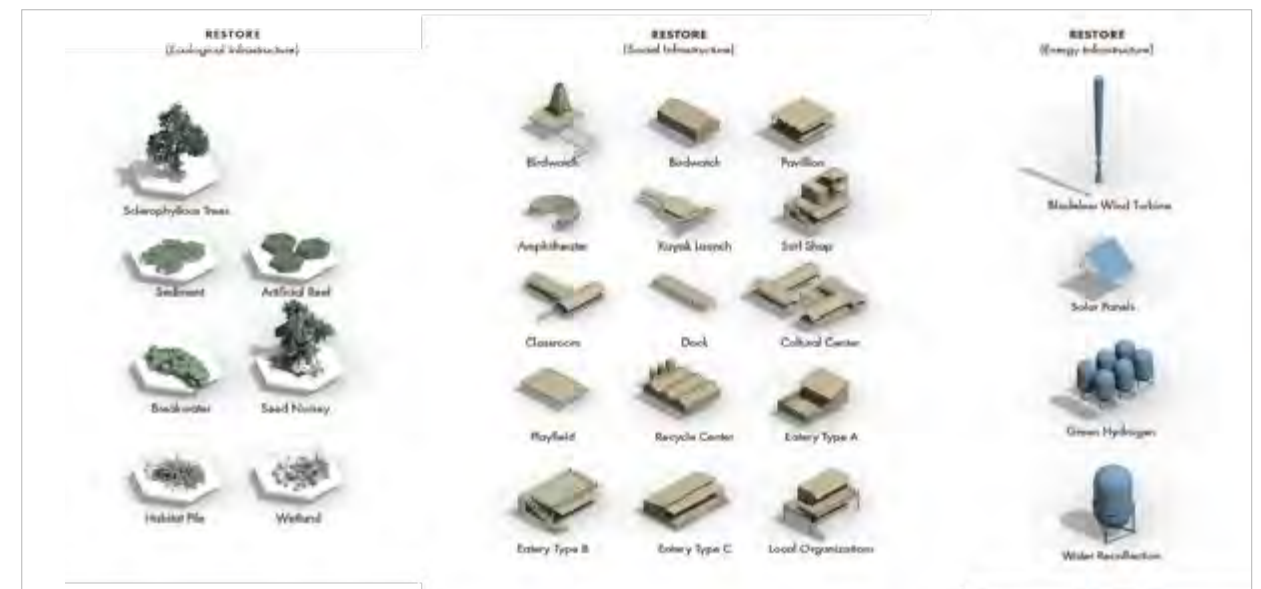 RESTORE
(Ecological Infrastructure)
Sclerophyllous Trees
Sediment
Artificial Reef
Breakwater
Seed Nursey
Habitat Pile
Wetland
RESTORE
(Social Infrastructure)
Birdwatch
Birdwatch
Pavillion
Amphitheater
Kayak Launch
Surf Shop
Classroom
Dock
Cultural Center
Playfield
Recycle Center
Eatery Type A
Eatery Type B
Eatery Type C
Local Organizations
RESTORE
(Energy Infrastructure)
Bladeless Wind Turbine
Solar Panels
Green Hydrogen
Water Recollection